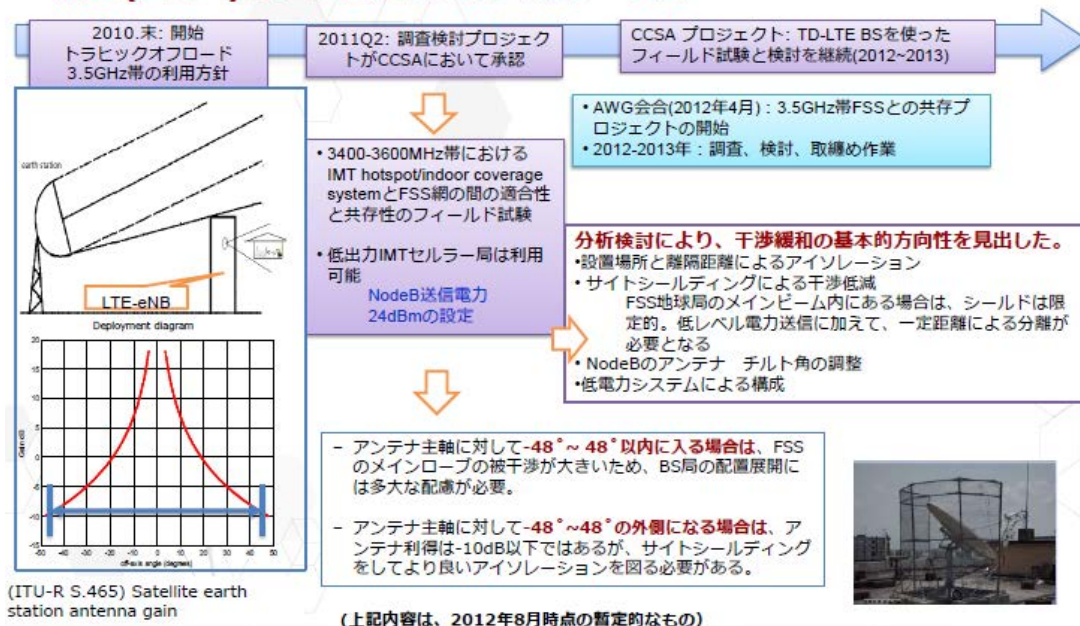 2010.末: 開始
トラヒックオフロード
3.5GHz帯の利用方針
2011Q2: 調査検討プロジェク
トがCCSAにおいて承認
CCSA プロジェクト: TD-LTE BSを使った
フィールド試験と検討を継続(2012~2013)
• AWG会合(2012年4月)：3.5GHz帯FSSとの共存プ
ロジェクトの開始
• 2012-2013年：調査、検討、取纏め作業
earth station
LTE-eNB
Deployment diagram
• 3400-3600MHz帯における
IMT hotspot/indoor coverage
systemとFSS網の間の適合性
と共存性のフィールド試験
• 低出力IMTセルラー局は利用
可能
NodeB送信電力
24dBmの設定
分析検討により、干渉緩和の基本的方向性を見出した。
•設置場所と離隔距離によるアイソレーション
• サイトシールディングによる干渉低減
FSS地球局のメインビーム内にある場合は、シールドは限
定的。低レベル電力送信に加えて、一定距離による分離が
必要となる
• NodeBのアンテナ　チルト角の調整
•低電力システムによる構成
20
15
10
5
0
-5
-10
-15
-50 -40 -30 -20 -10 0 10 20 30 40 50
off-axis angle (degrees)
(ITU-R S.465) Satellite earth
station antenna gain
– アンテナ主軸に対して-48˚~ 48˚以内に入る場合は、FSS
のメインローブの被干渉が大きいため、BS局の配置展開に
は多大な配慮が必要。
– アンテナ主軸に対して-48˚~48˚の外側になる場合は、アン
テナ利得は-10dB以下ではあるが、サイトシールディング
をしてより良いアイソレーションを図る必要がある。
(上記内容は、2012年8月時点の暫定的なもの)